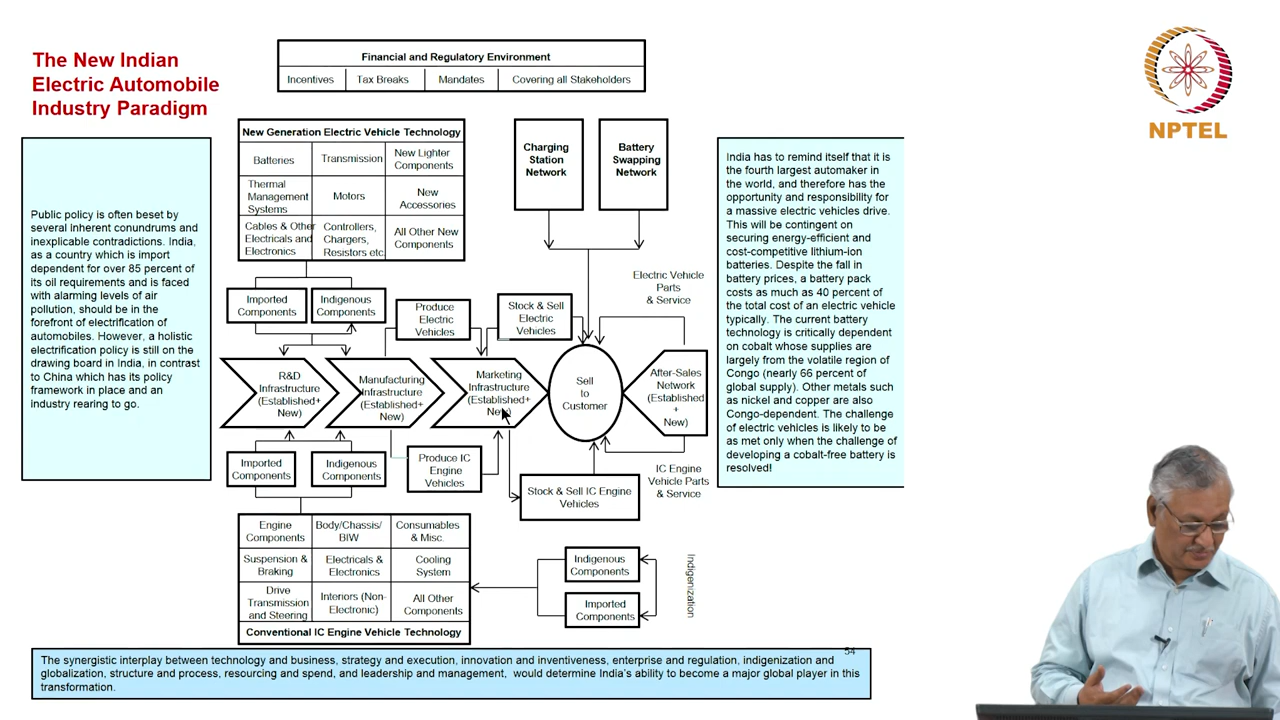 The New Indian
Electric Automobile
Industry Paradigm
Financial and Regulatory Environment
Incentives
Tax Breaks
Mandates
Covering all Stakeholders
NPTEL
Public policy is often beset by
several inherent conundrums and
inexplicable contradictions. India,
as a country which is import
dependent for over 85 percent of
its oil requirements and is faced
with alarming levels of air
pollution, should be in the
forefront of electrification of
automobiles. However, a holistic
electrification policy is still on the
drawing board in India, in contrast
to China which has its policy
framework in place and an
industry rearing to go.
New Generation Electric Vehicle Technology
Batteries
Transmission
New Lighter
Components
Thermal
Management
Systems
Motors
New
Accessories
Cables & Other
Electricals and
Electronics
Controllers,
Chargers,
Resistors etc.
All Other New
Components
Charging
Station
Network
Battery
Swapping
Network
Imported
Components
Indigenous
Components
Produce
Electric
Vehicles
Stock & Sell
Electric
Vehicles
Electric Vehicle
Parts
& Service
R&D
Infrastructure
(Established+
New)
Manufacturing
Infrastructure
(Established+
New)
Marketing
Infrastructure
(Established+
New)
Sell
to
Customer
After-Sales
Network
(Established
+
New)
Imported
Components
Indigenous
Components
Produce IC
Engine
Vehicles
Stock & Sell IC Engine
Vehicles
IC Engine
Vehicle Parts
& Service
Engine
Components
Body/Chassis/
BIW
Consumables
& Misc.
Suspension &
Braking
Electricals &
Electronics
Cooling
System
Drive
Transmission
and Steering
Interiors (Non-
Electronic)
All Other
Components
Conventional IC Engine Vehicle Technology
Indigenous
Components
Imported
Components
Indigenization
India has to remind itself that it is
the fourth largest automaker in
the world, and therefore has the
opportunity and responsibility for
a massive electric vehicles drive.
This will be contingent on
securing energy-efficient and
cost-competitive lithium-ion
batteries. Despite the fall in
battery prices, a battery pack
costs as much as 40 percent of
the total cost of an electric vehicle
typically. The current battery
technology is critically dependent
on cobalt whose supplies are
largely from the volatile region of
Congo (nearly 66 percent of
global supply). Other metals such
as nickel and copper are also
Congo-dependent. The challenge
of electric vehicles is likely to be
as met only when the challenge of
developing a cobalt-free battery is
resolved!
54
The synergistic interplay between technology and business, strategy and execution, innovation and inventiveness, enterprise and regulation, indigenization and
globalization, structure and process, resourcing and spend, and leadership and management, would determine India's ability to become a major global player in this
transformation.